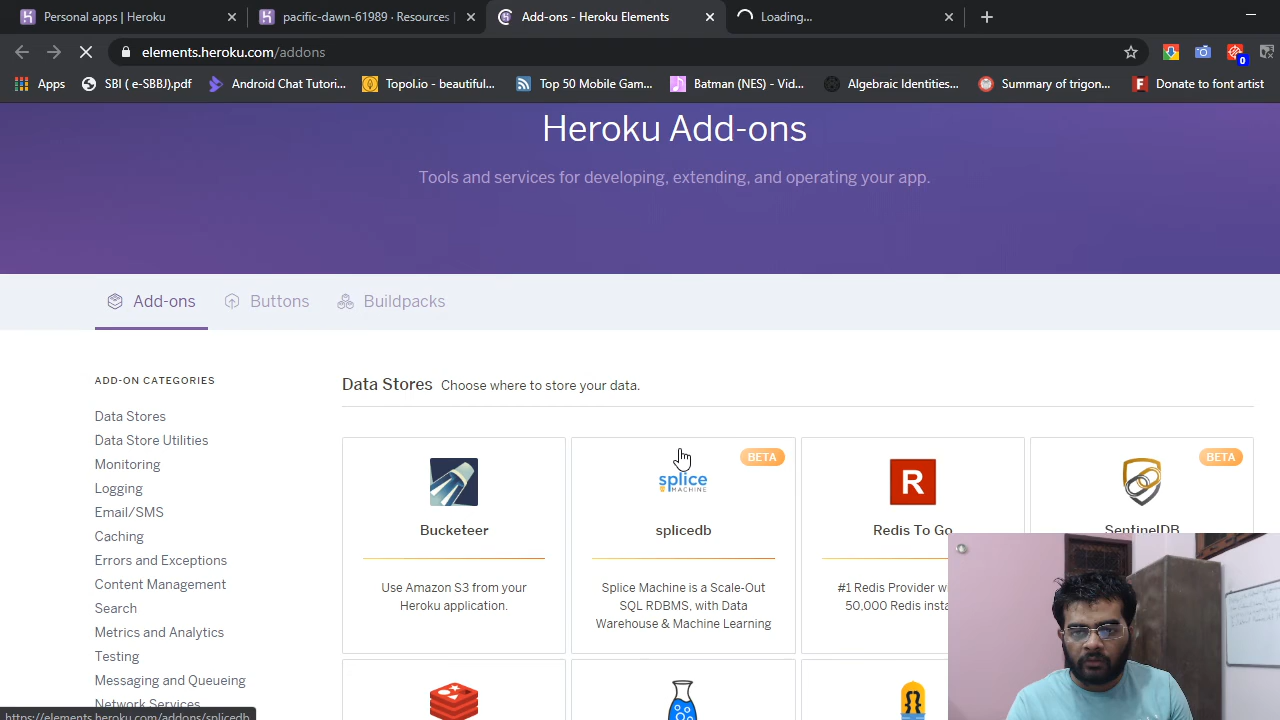 Personal apps | Heroku
pacific-dawn-61989 · Resources
Add-ons - Heroku Elements
Loading...
elements.heroku.com/addons
0
Apps
SBI ( e-SBBJ).pdf
Android Chat Tutori...
Topol.io - beautiful...
Top 50 Mobile Gam...
Batman (NES) - Vid...
Algebraic Identities...
Summary of trigon...
Donate to font artist
Heroku Add-ons
Tools and services for developing, extending, and operating your app.
Add-ons
Buttons
Buildpacks
ADD-ON CATEGORIES
Data Stores
Data Store Utilities
Monitoring
Logging
Email/SMS
Caching
Errors and Exceptions
Content Management
Search
Metrics and Analytics
Testing
Messaging and Queueing
Network Services
Data Stores Choose where to store your data.
Bucketeer
Use Amazon S3 from your
Heroku application.
BETA
splice
MACHINE
splicedb
Splice Machine is a Scale-Out
SQL RDBMS, with Data
Warehouse & Machine Learning
R
Redis To Go
#1 Redis Provider
50,000 Redis
BETA
SentinelDB
https://elements.heroku.com/addons/splicedb